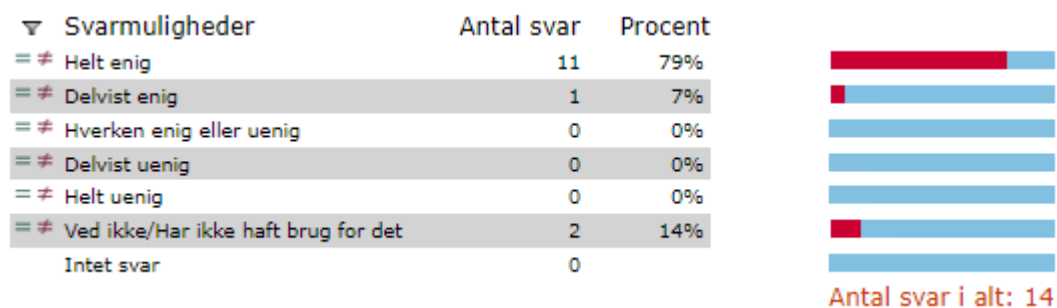 Svarmuligheder Antal svar Procent
= ≠ Helt enig 11 79%
= ≠ Delvist enig 1 7%
= ≠ Hverken enig eller uenig 0 0%
= ≠ Delvist uenig 0 0%
= ≠ Helt uenig 0 0%
= ≠ Ved ikke/Har ikke haft brug for det 2 14%
Intet svar 0
Antal svar i alt: 14